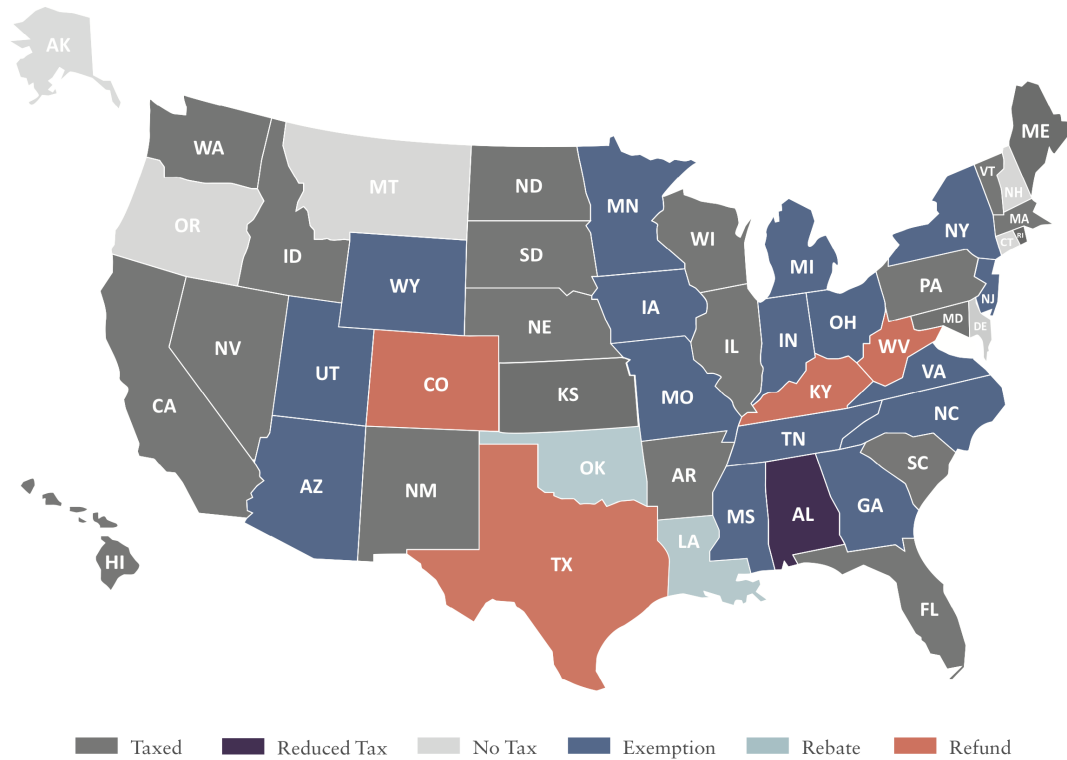 AK
ME
WA
VT
MT
ND
NH
MN
MA
OR
NY
WI
CT
RI
SD
ID
MI
WY
PA
NJ
IA
MD
OH
DE
NE
IN
WV
NV
IL
UT
VA
CO
KY
KS
MO
CA
NC
TN
SC
OK
AR
AZ
NM
GA
AL
MS
LA
HI
TX
FL
Taxed
Reduced Tax
No Tax
Exemption
Rebate
Refund